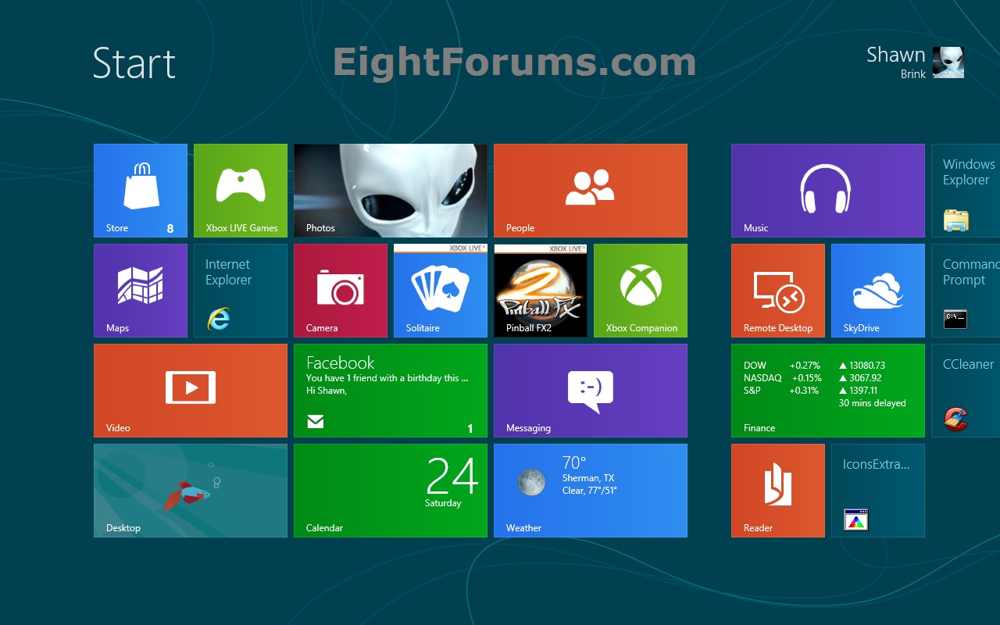 Start
EightForums.com
Shawn
Brink
Store 8
Xbox LIVE Games
Photos
People
Maps
Internet
Explorer
Camera
XBOX LIVE®
Solitaire
XBOX LIVE®
2
Pinball FX
Pinball FX2
Xbox Companion
Video
Facebook
You have 1 friend with a birthday this ...
Hi Shawn,
1
:-)
Messaging
Desktop
24
Saturday
Calendar
70°
Sherman, TX
Clear, 77°/51°
Weather
Music
Windows
Explorer
Remote Desktop
SkyDrive
Command
Prompt
C:\
DOW +0.27% ▲ 13080.73
NASDAQ +0.15% ▲ 3067.92
S&P +0.31% ▲ 1397.11
30 mins delayed
Finance
CCleaner
Reader
IconsExtra...